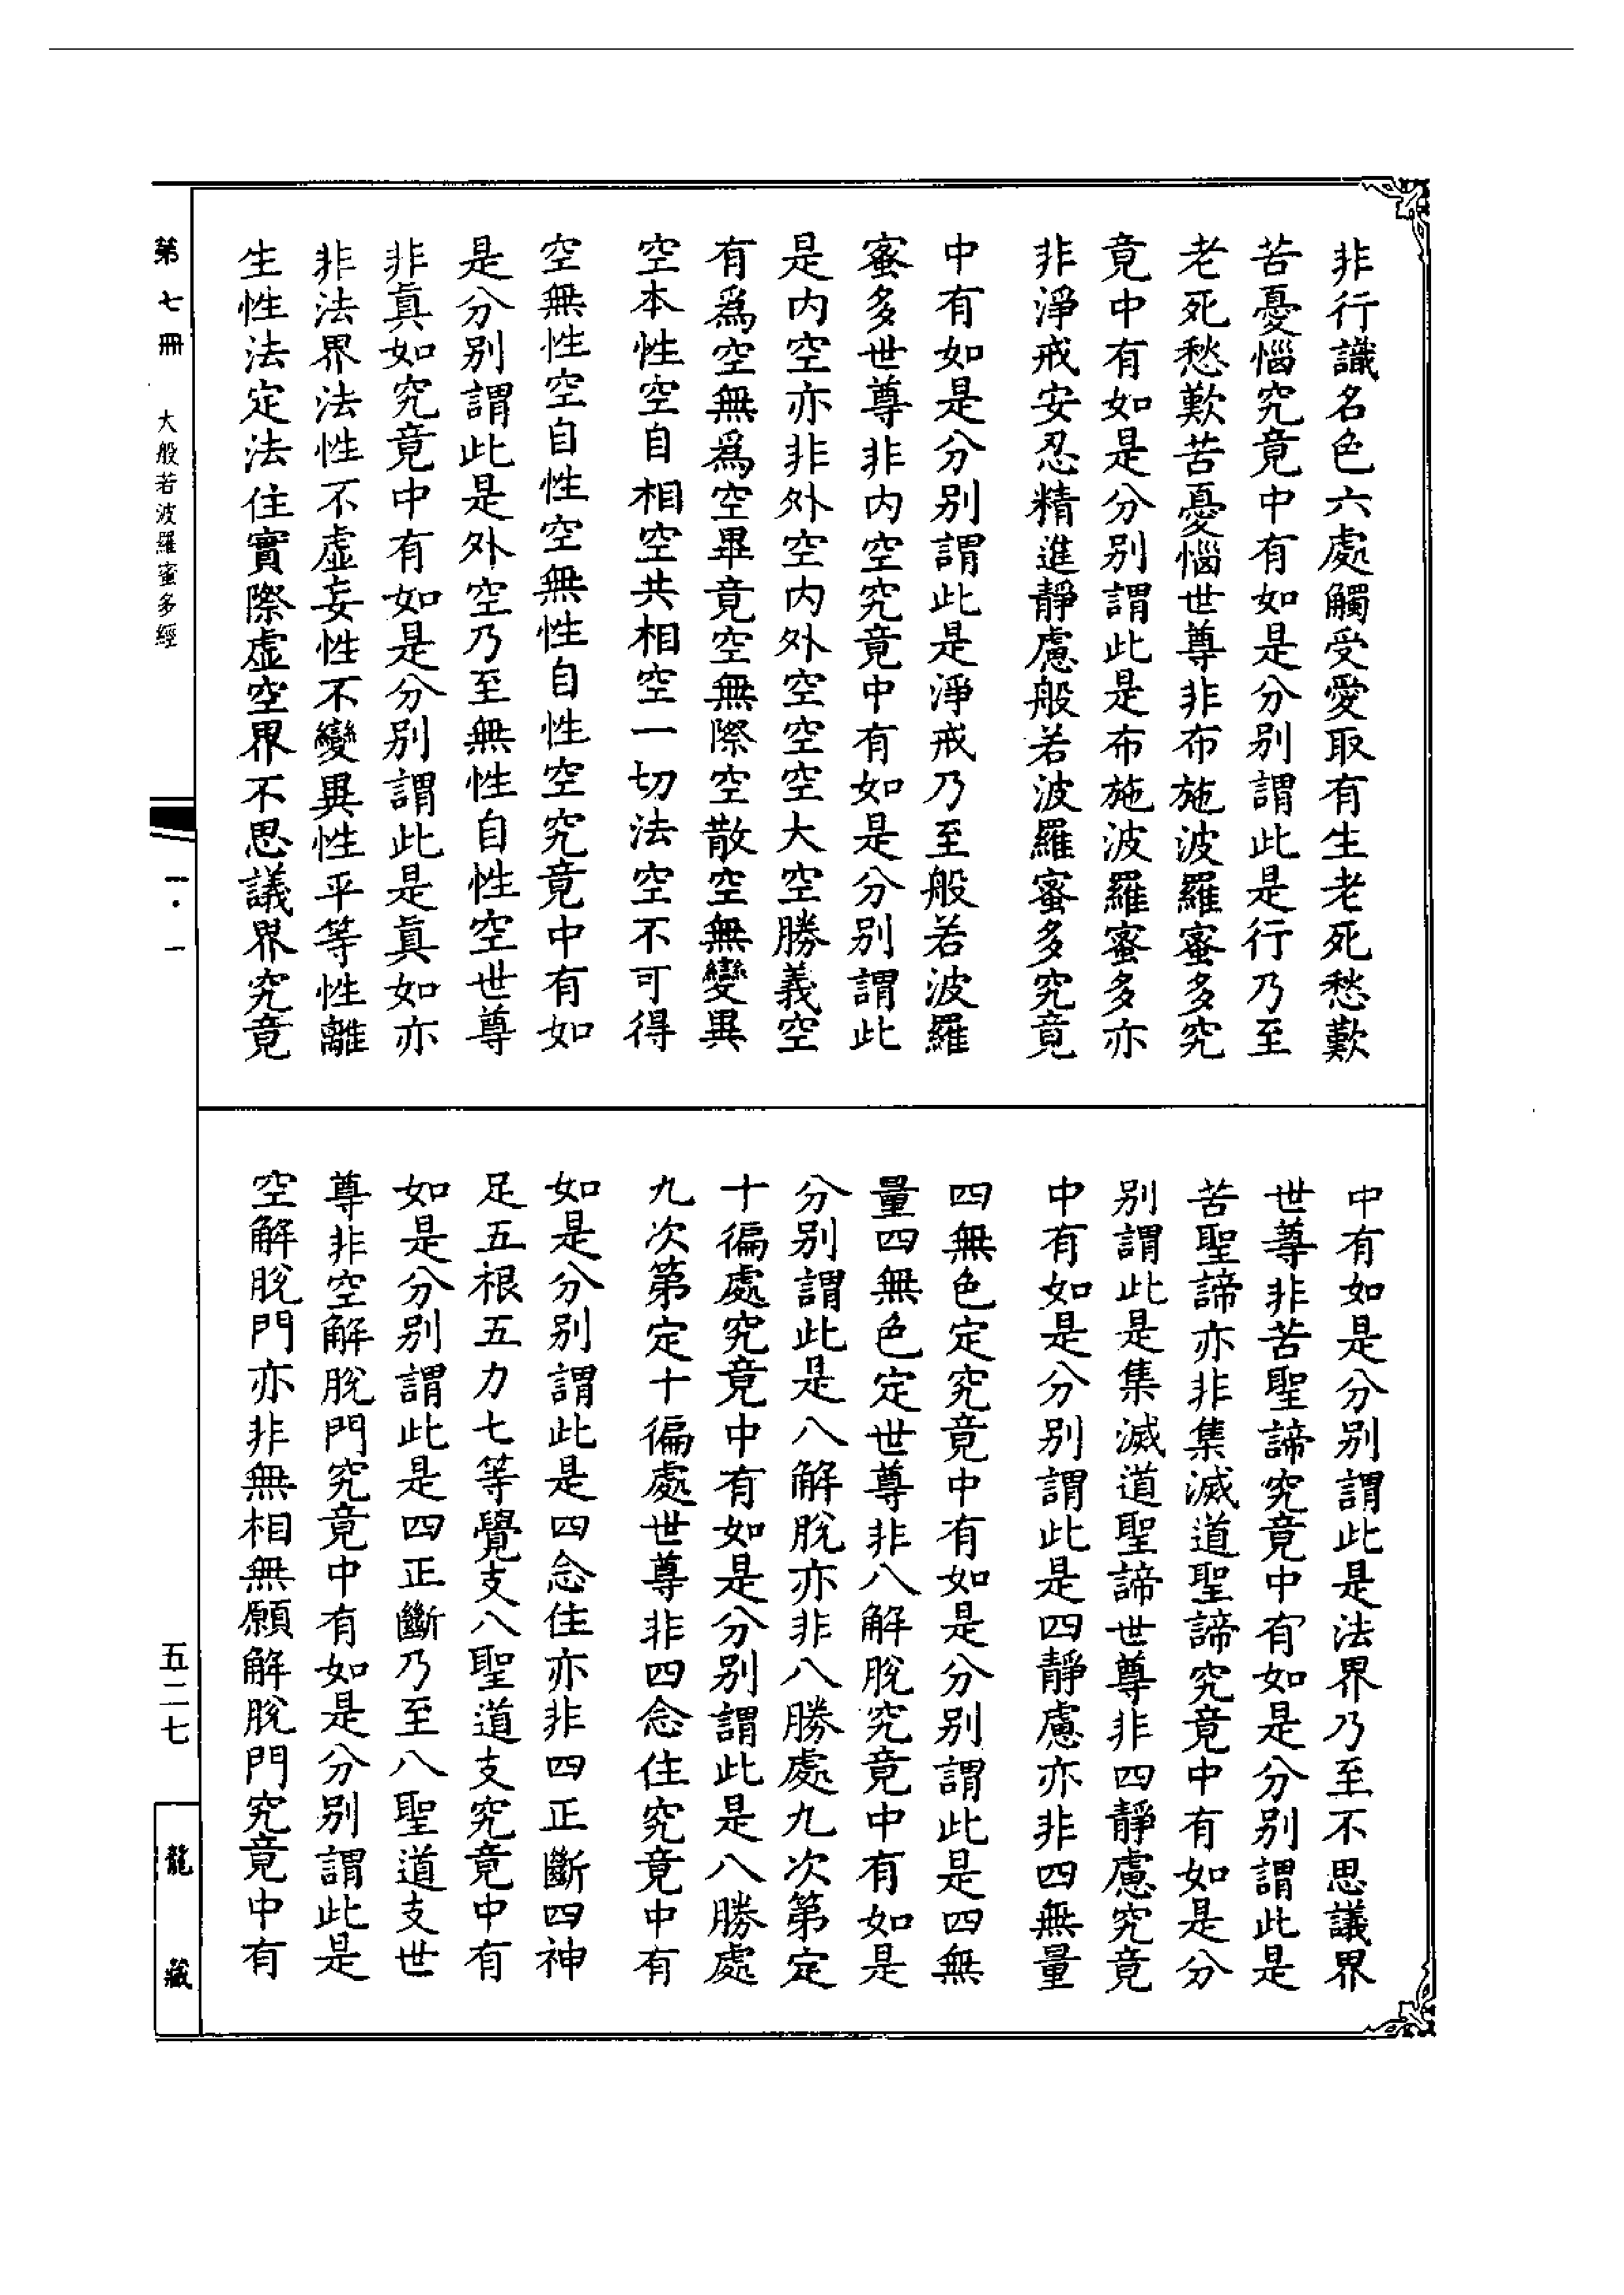 非行識名色六處觸受愛取有生老死愁歎
苦憂惱究竟中有如是分別謂此是行乃至
老死愁歎苦憂惱世尊非布施波羅蜜多究
竟中有如是分別謂此是布施波羅蜜多亦
非淨戒安忍精進靜慮般若波羅蜜多究竟
中有如是分別謂此是淨戒乃至般若波羅
蜜多世尊非內空究竟中有如是分別謂此
是內空亦非外空內外空空空大空勝義空
有爲空無爲空畢竟空無際空散空無變異
空本性空自相空共相空一切法空不可得
空無性空自性空無性自性空究竟中有如
是分別謂此是外空乃至無性自性空世尊
非真如究竟中有如是分別謂此是真如亦
非法界法性不虛妄性不變異性平等性離
生性法定法住實際虛空界不思議界究竟
中有如是分別謂此是法界乃至不思議界
世尊非苦聖諦究竟中有如是分別謂此是
苦聖諦亦非集滅道聖諦究竟中有如是分
別謂此是集滅道聖諦世尊非四靜慮究竟
中有如是分別謂此是四靜慮亦非四無量
四無色定究竟中有如是分別謂此是四無
量四無色定世尊非八解脫究竟中有如是
分別謂此是八解脫亦非八勝處九次第定
十徧處究竟中有如是分別謂此是八勝處
九次第定十徧處世尊非四念住究竟中有
如是分別謂此是四念住亦非四正斷四神
足五根五力七等覺支八聖道支究竟中有
如是分別謂此是四正斷乃至八聖道支世
尊非空解脫門究竟中有如是分別謂此是
空解脫門亦非無相無願解脫門究竟中有
第七冊 大般若波羅蜜多經
一·一
五二七
龍藏